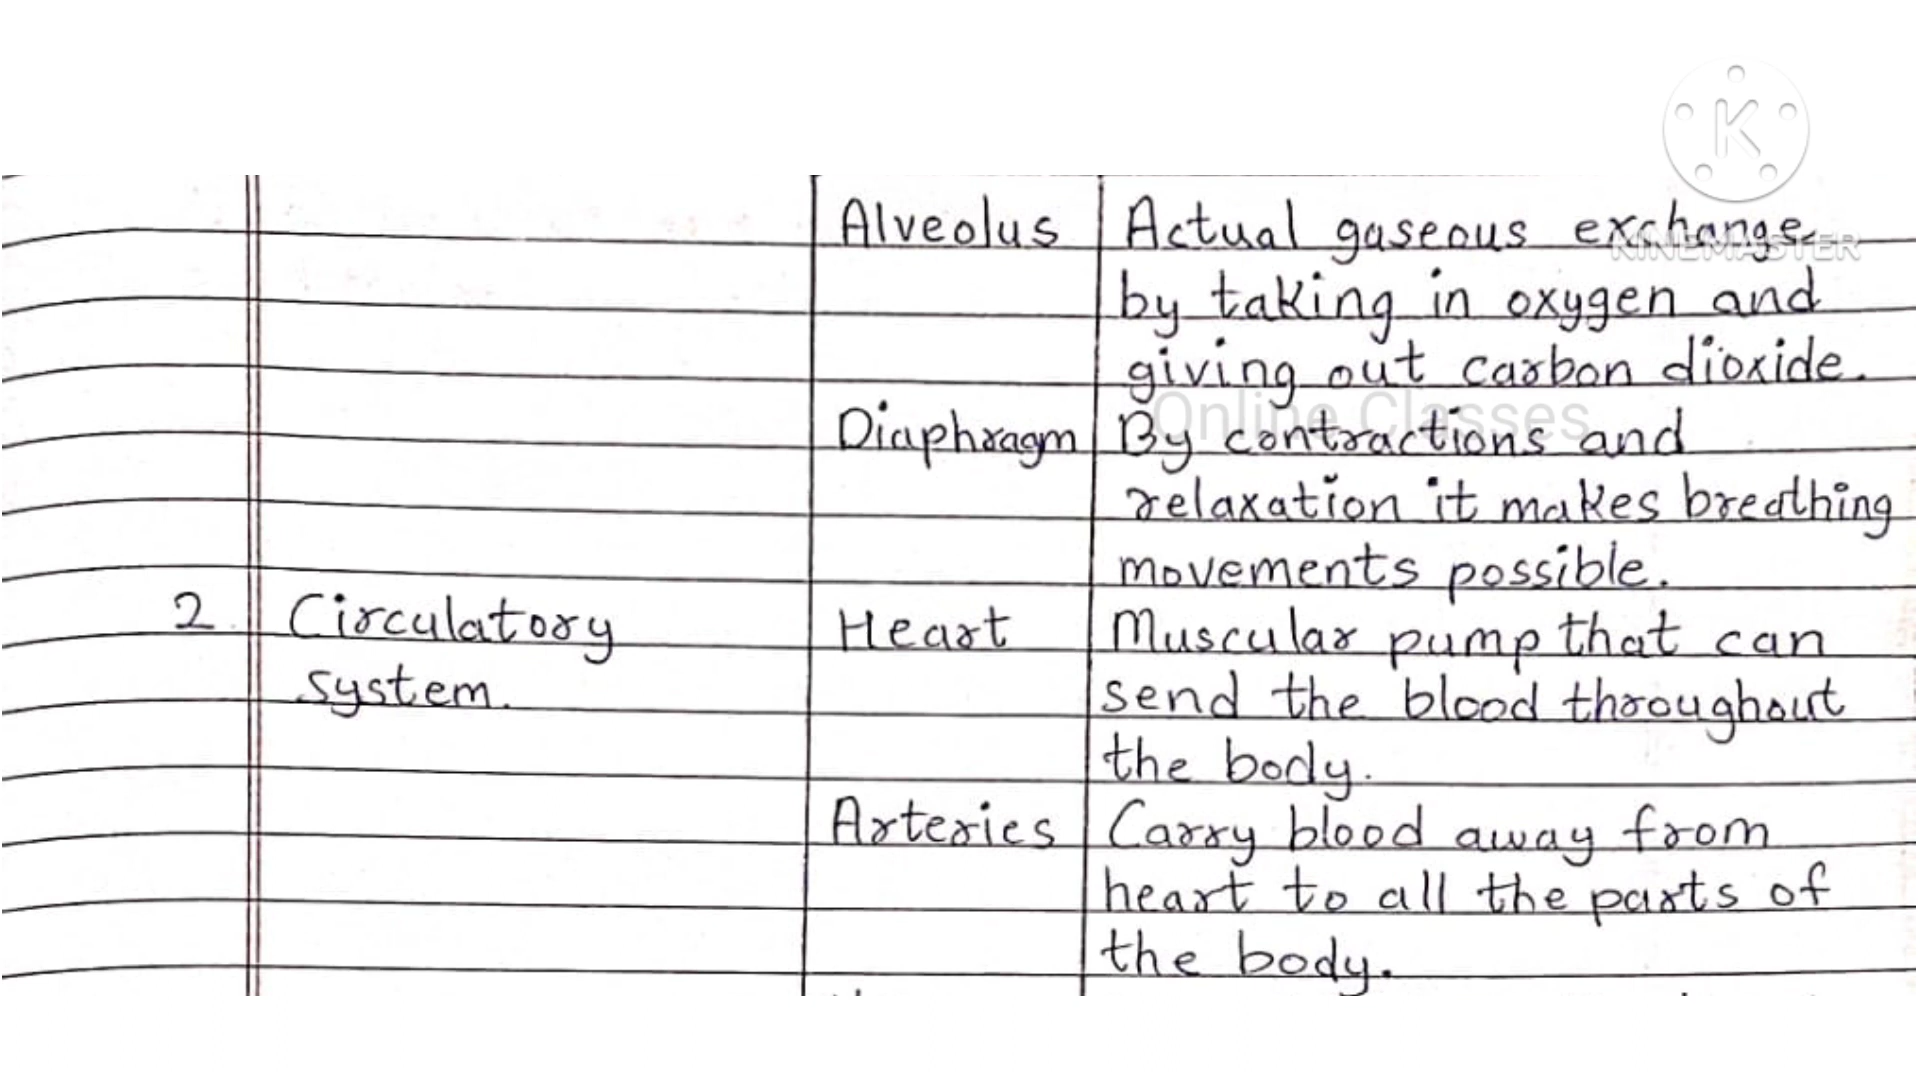 K
KINEMASTER
Alveolus Actual gaseous exchange
by taking in oxygen and
giving out carbon dioxide.
Online Classes
Diaphragm By contractions and
relaxation it makes breathing
movements possible.
2. Circulatory Heart Muscular pump that can
system. send the blood throughout
the body.
Arteries Carry blood away from
heart to all the parts of
the body.